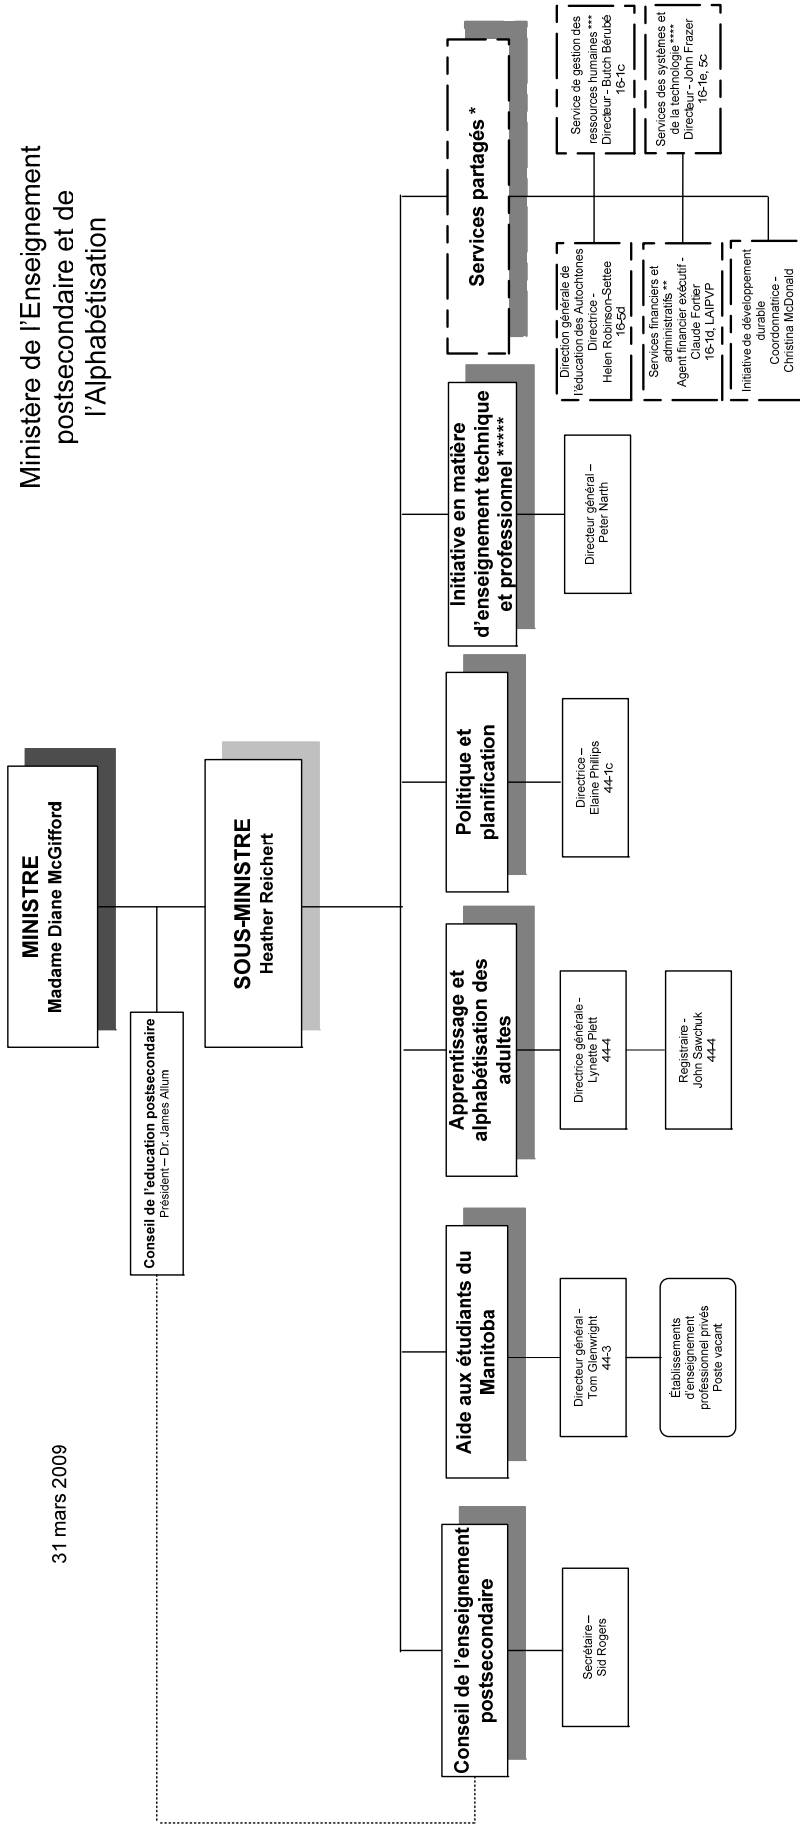 31 mars 2009
Ministère de l'Enseignement
postsecondaire et de
l'Alphabétisation
MINISTRE
Madame Diane McGifford
Conseil de l'education postsecondaire
Président – Dr. James Allum
SOUS-MINISTRE
Heather Reichert
Conseil de l'enseignement
postsecondaire
Secrétaire –
Sid Rogers
Aide aux étudiants du
Manitoba
Directeur général -
Tom Glenwright
44-3
Établissements
d'enseignement
professionnel privés
Poste vacant
Apprentissage et
alphabétisation des
adultes
Directrice générale -
Lynette Plett
44-4
Registraire -
John Sawchuk
44-4
Politique et
planification
Directrice –
Elaine Phillips
44-1c
Initiative en matière
d'enseignement technique
et professionnel *****
Directeur général –
Peter Narth
Services partagés *
Direction générale de
l'éducation des Autochtones
Directrice -
Helen Robinson-Settee
16-5d
Service de gestion des
ressources humaines ***
Directeur - Butch Bérubé
16-1c
Services financiers et
administratifs **
Agent financier exécutif -
Claude Fortier
16-1d, LAIPVP
Services des systèmes et
de la technologie ****
Directeur - John Frazer
16-1e, 5c
Initiative de développement
durable
Coordonnatrice -
Christina McDonald